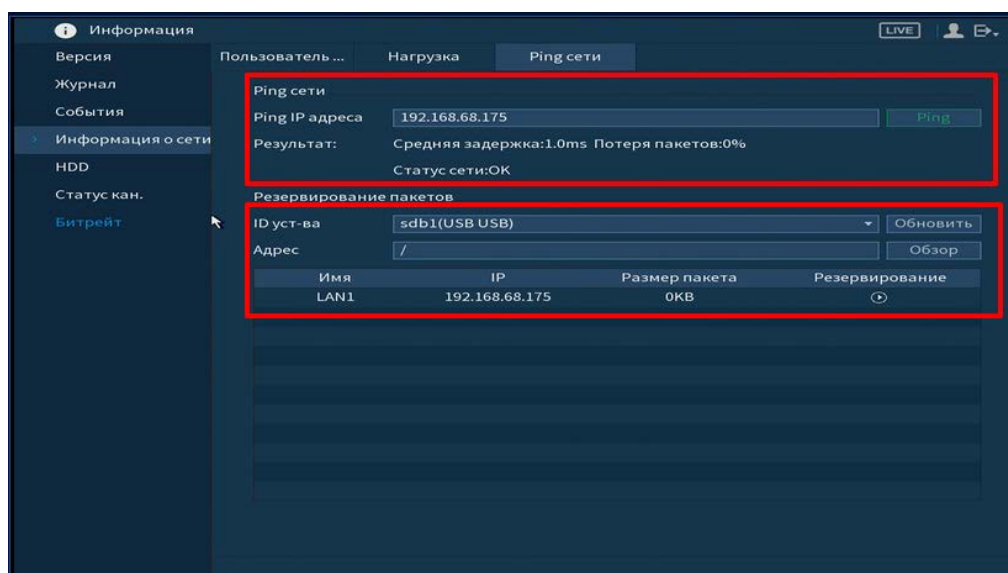 Информация LIVE
Версия
Журнал
События
Информация о сети
HDD
Статус кан.
Битрейт
Пользователь ... Нагрузка Ping сети
Ping сети
Ping IP адреса 192.168.68.175 Ping
Результат: Средняя задержка:1.0ms Потеря пакетов:0%
Статус сети:OK
Резервирование пакетов
ID уст-ва sdb1(USB USB) Обновить
Адрес / Обзор
Имя IP Размер пакета Резервирование
LAN1 192.168.68.175 0KB